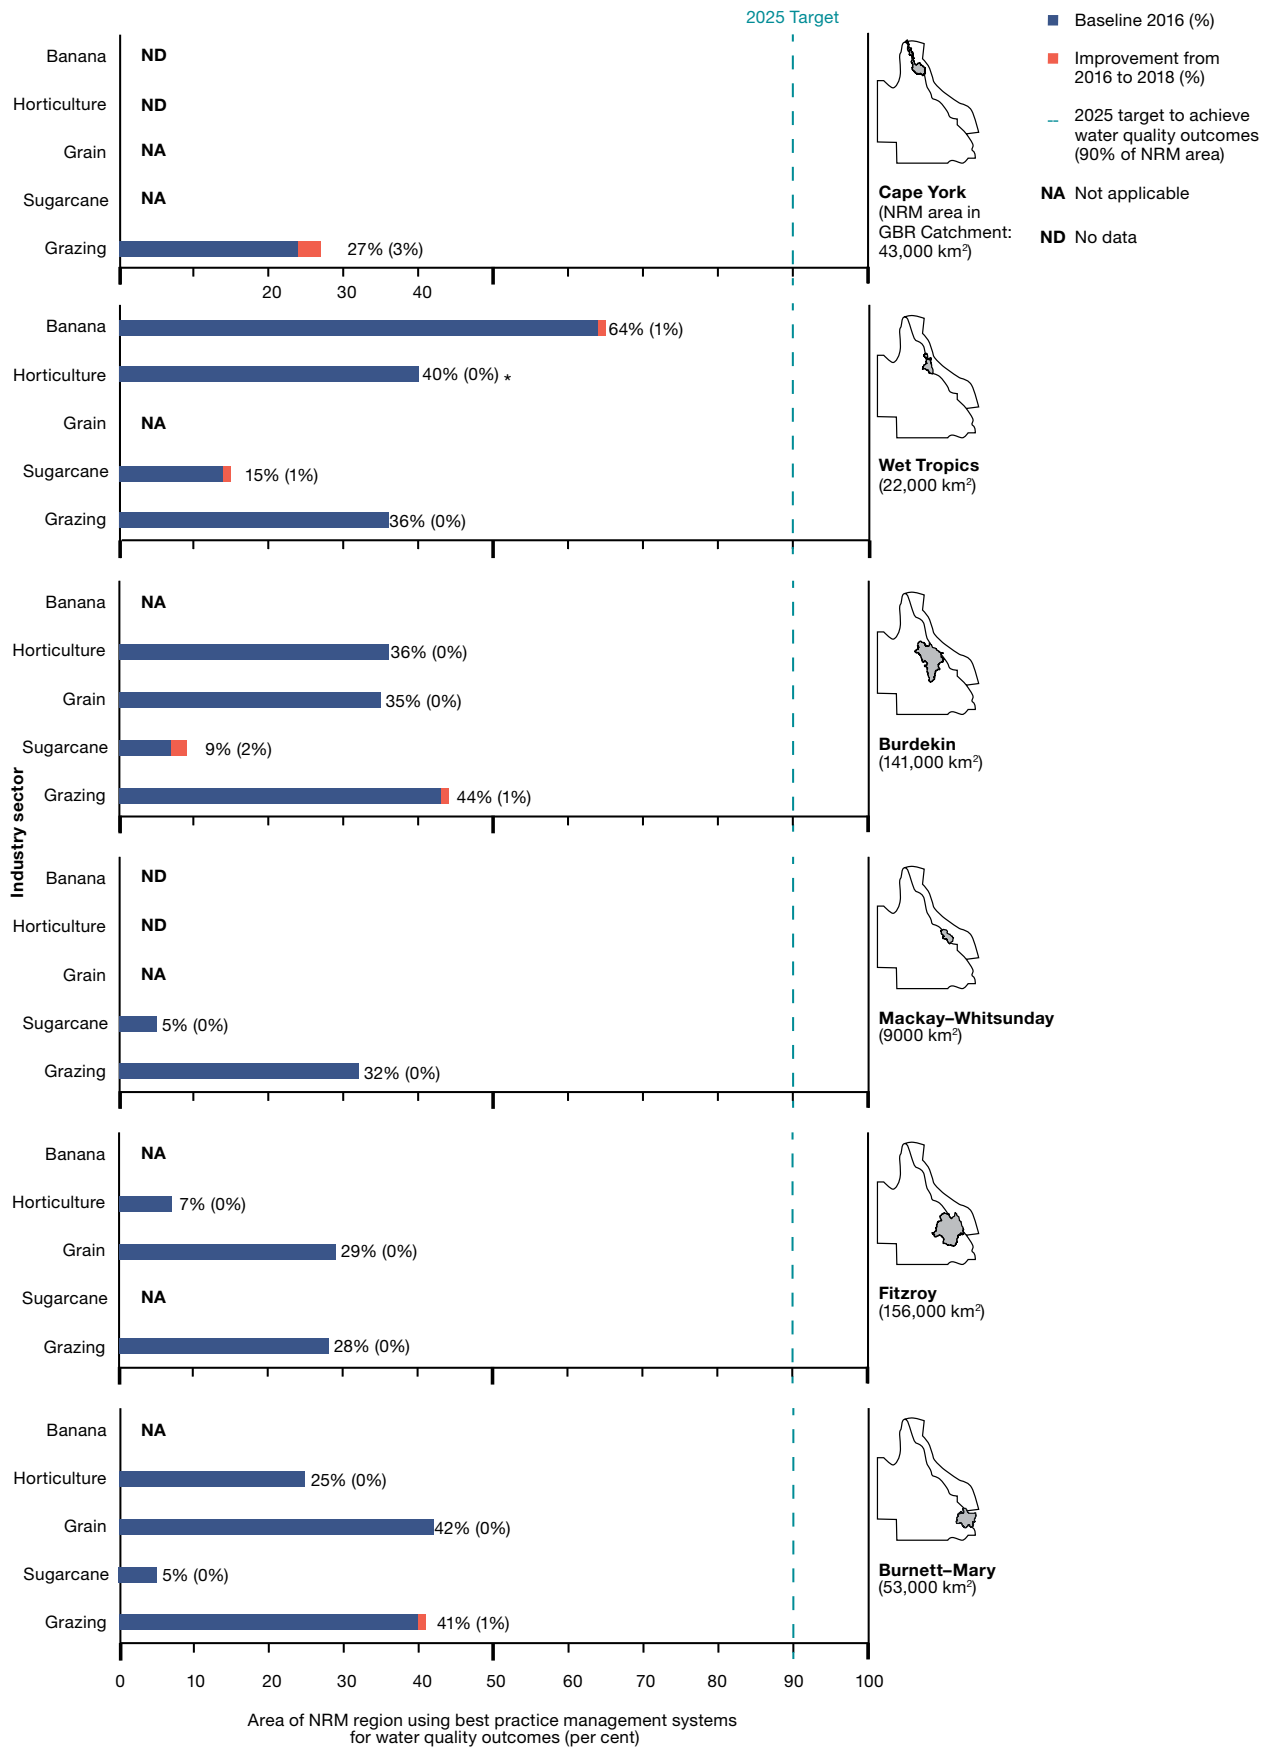 2025 Target
Baseline 2016 (%)
Improvement from
2016 to 2018 (%)
2025 target to achieve
water quality outcomes
(90% of NRM area)
NA Not applicable
ND No data
Industry sector
Banana ND
Horticulture ND
Grain NA
Sugarcane NA
Grazing 27% (3%)
20 30 40
Cape York
(NRM area in
GBR Catchment:
43,000 km²)
Banana 64% (1%)
Horticulture 40% (0%) *
Grain NA
Sugarcane 15% (1%)
Grazing 36% (0%)
Wet Tropics
(22,000 km²)
Banana NA
Horticulture 36% (0%)
Grain 35% (0%)
Sugarcane 9% (2%)
Grazing 44% (1%)
Burdekin
(141,000 km²)
Banana ND
Horticulture ND
Grain NA
Sugarcane 5% (0%)
Grazing 32% (0%)
Mackay–Whitsunday
(9000 km²)
Banana NA
Horticulture 7% (0%)
Grain 29% (0%)
Sugarcane NA
Grazing 28% (0%)
Fitzroy
(156,000 km²)
Banana NA
Horticulture 25% (0%)
Grain 42% (0%)
Sugarcane 5% (0%)
Grazing 41% (1%)
Burnett–Mary
(53,000 km²)
0 10 20 30 40 50 60 70 80 90 100
Area of NRM region using best practice management systems
for water quality outcomes (per cent)